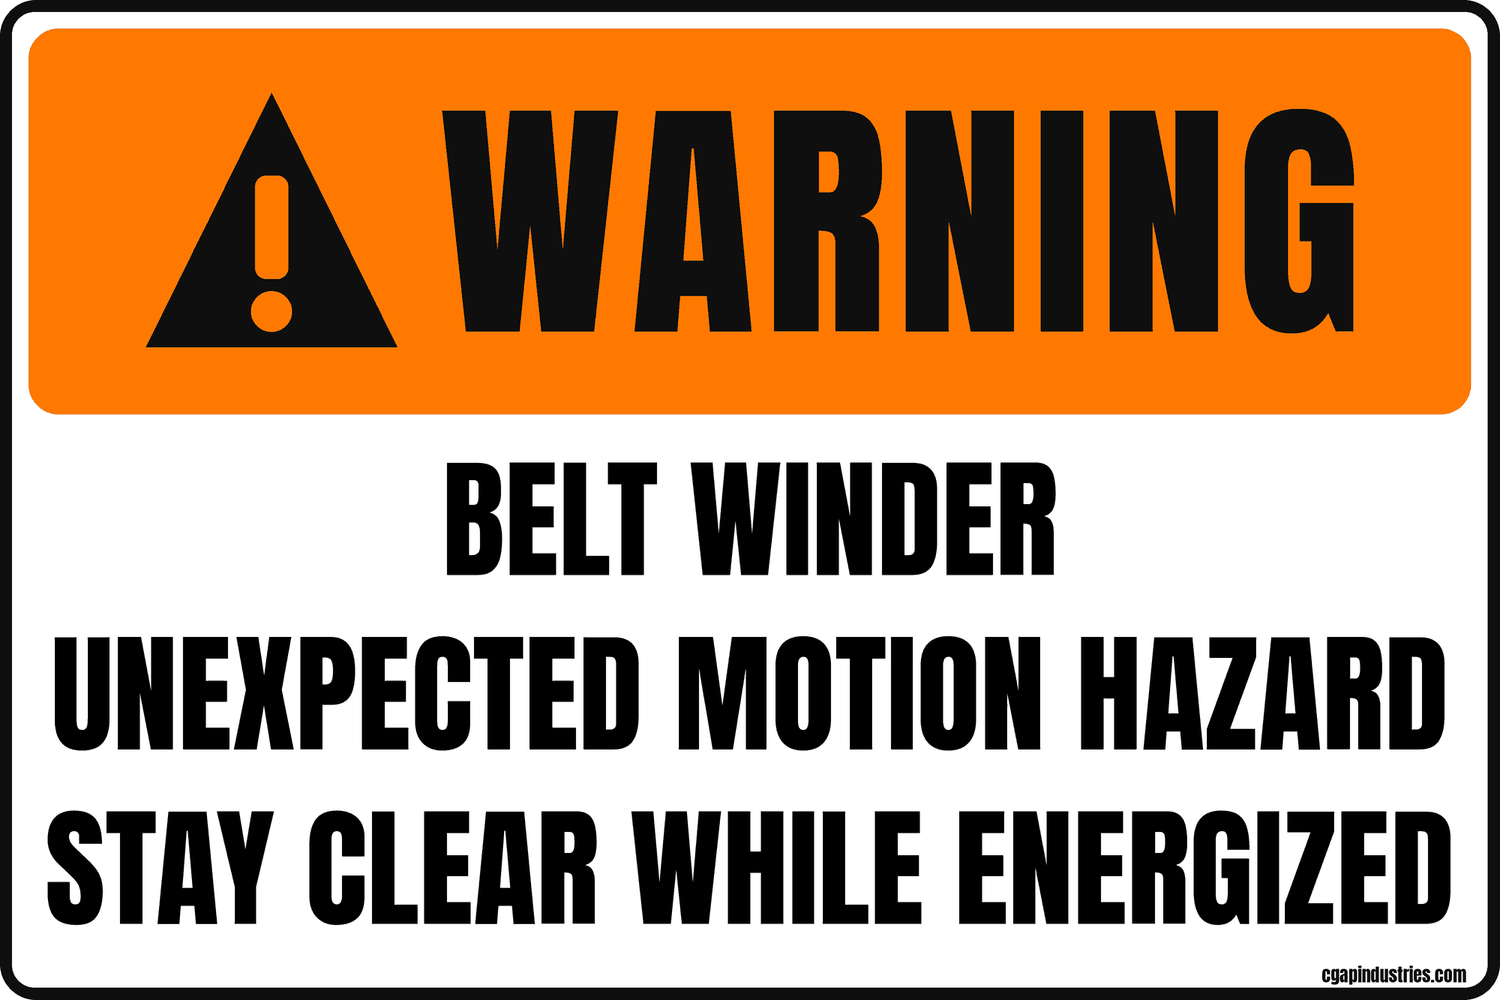 WARNING
BELT WINDER
UNEXPECTED MOTION HAZARD
STAY CLEAR WHILE ENERGIZED
cgapindustries.com